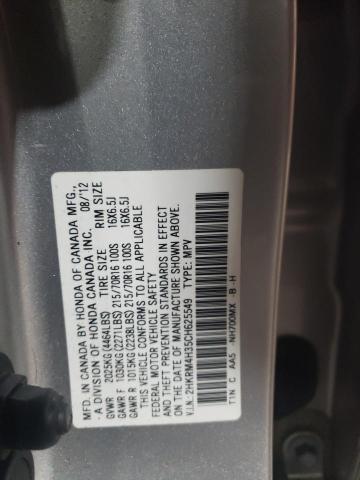 MFD. IN CANADA BY HONDA OF CANADA MFG.,
- A DIVISION OF HONDA CANADA INC. 08/'12
GVWR 2025KG (4464LBS) TIRE SIZE RIM SIZE
GAWR F 1030KG (2271LBS) 215/70R16 100S 16X6.5J
GAWR R 1015KG (2238LBS) 215/70R16 100S 16X6.5J
THIS VEHICLE CONFORMS TO ALL APPLICABLE
FEDERAL MOTOR VEHICLE SAFETY
AND THEFT PREVENTION STANDARDS IN EFFECT
ON THE DATE OF MANUFACTURE SHOWN ABOVE.
V.I.N.: 2HKRM4H35CH625549 TYPE: MPV
T1N C AA5 NH700MX - B - H